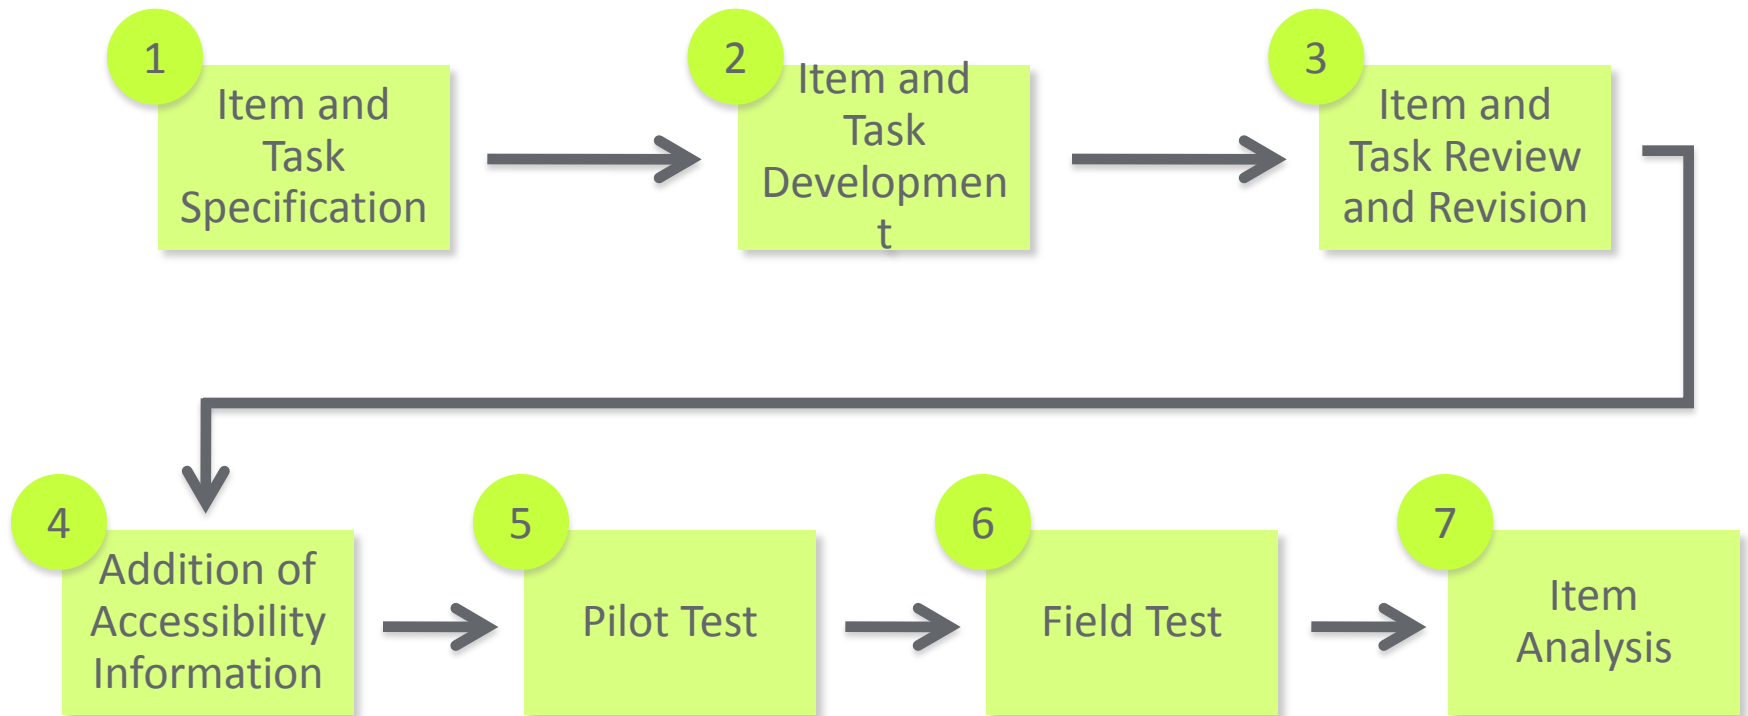 1
Item and
Task
Specification
2
Item and
Task
Developmen
t
3
Item and
Task Review
and Revision
4
Addition of
Accessibility
Information
5
Pilot Test
6
Field Test
7
Item
Analysis